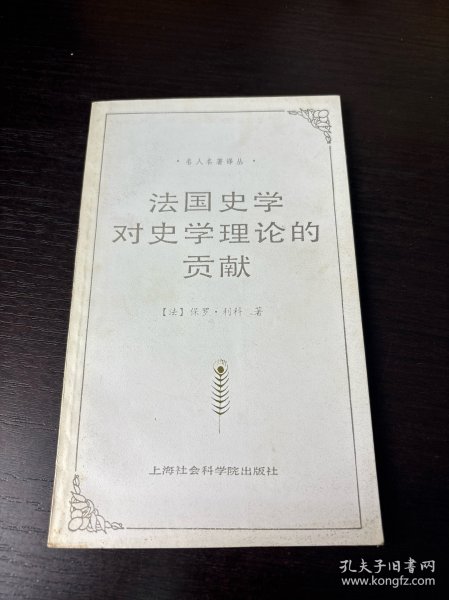 ·名人名著译丛·
法国史学
对史学理论的
贡献
【法】保罗·利科 著
上海社会科学院出版社
孔夫子旧书网
www.kongfz.com